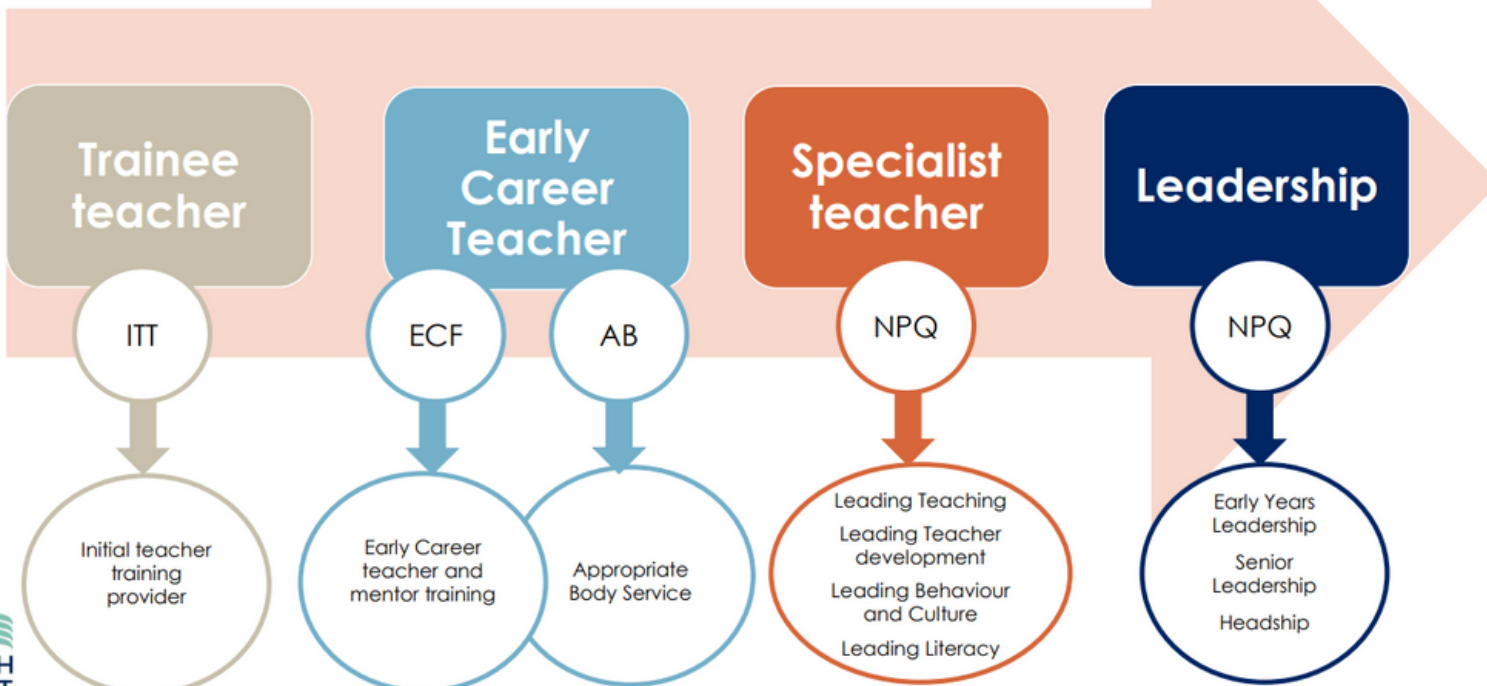 Trainee
teacher
Early
Career
Teacher
Specialist
teacher
Leadership
ITT
ECF
AB
NPQ
NPQ
Initial teacher
training
provider
Early Career
teacher and
mentor training
Appropriate
Body Service
Leading Teaching
Leading Teacher
development
Leading Behaviour
and Culture
Leading Literacy
Early Years
Leadership
Senior
Leadership
Headship